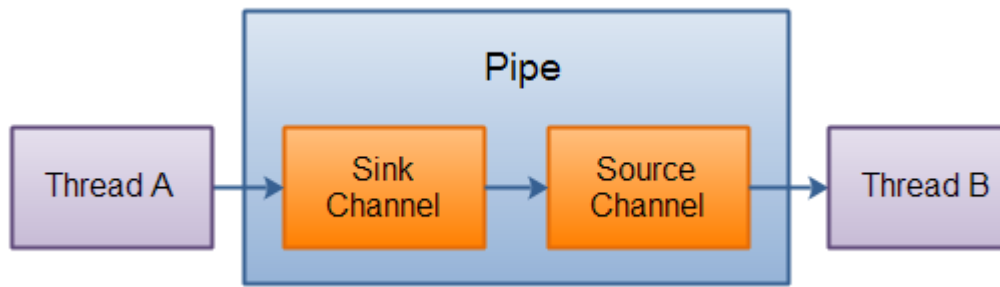 Pipe
Thread A
Sink
Channel
Source
Channel
Thread B